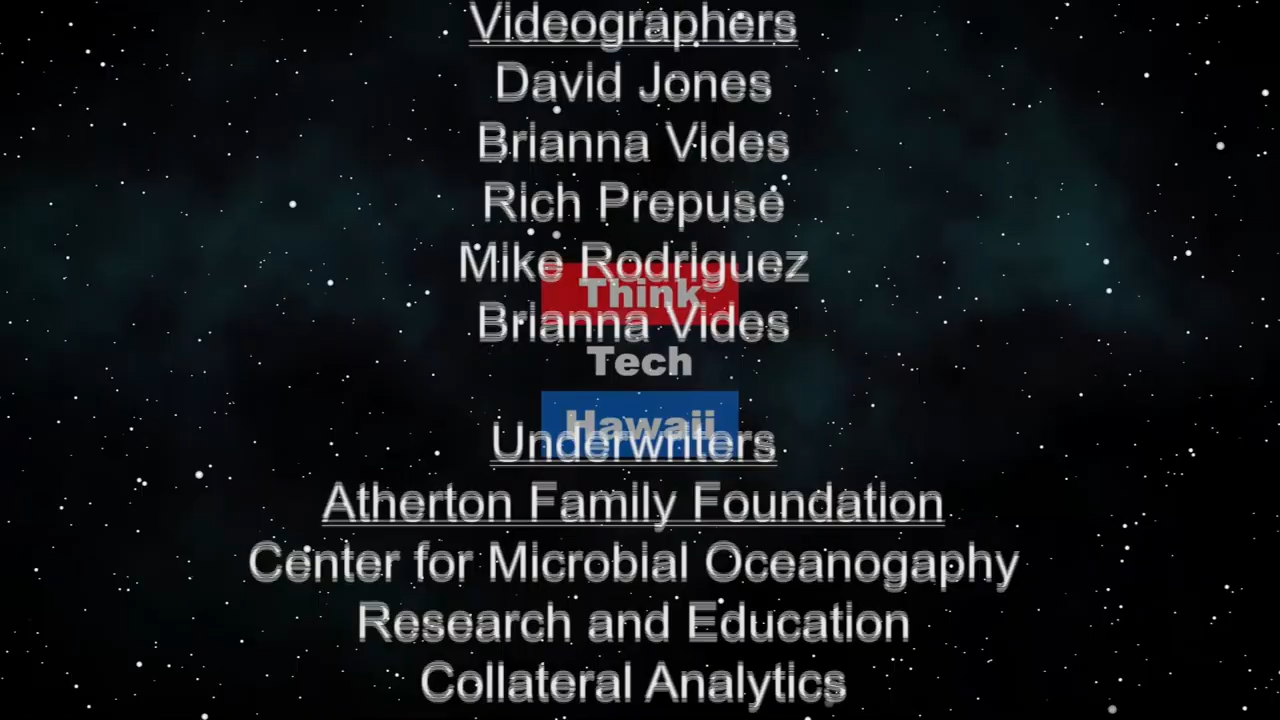 Videographers
David Jones
Brianna Vides
Rich Prepuse
Mike Rodriguez
Think
Brianna Vides
Tech
Hawaii
Underwriters
Atherton Family Foundation
Center for Microbial Oceanogaphy
Research and Education
Collateral Analytics